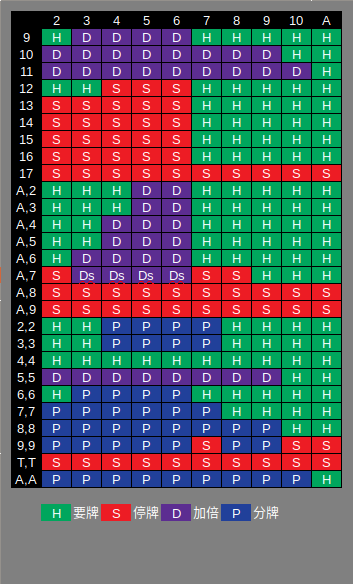 2 3 4 5 6 7 8 9 10 A
9 H D D D D H H H H H
10 D D D D D D D D H H
11 D D D D D D D D D H
12 H H S S S H H H H H
13 S S S S S H H H H H
14 S S S S S H H H H H
15 S S S S S H H H H H
16 S S S S S H H H H H
17 S S S S S S S S S S
A,2 H H H D D H H H H H
A,3 H H H D D H H H H H
A,4 H H D D D H H H H H
A,5 H H D D D H H H H H
A,6 H D D D D H H H H H
A,7 S Ds Ds Ds Ds S S H H H
A,8 S S S S S S S S S S
A,9 S S S S S S S S S S
2,2 H H P P P P H H H H
3,3 H H P P P P H H H H
4,4 H H H H H H H H H H
5,5 D D D D D D D D H H
6,6 H P P P P H H H H H
7,7 P P P P P P H H H H
8,8 P P P P P P P P H H
9,9 P P P P P S P P S S
T,T S S S S S S S S S S
A,A P P P P P P P P P H
H 要牌 S 停牌 D 加倍 P 分牌